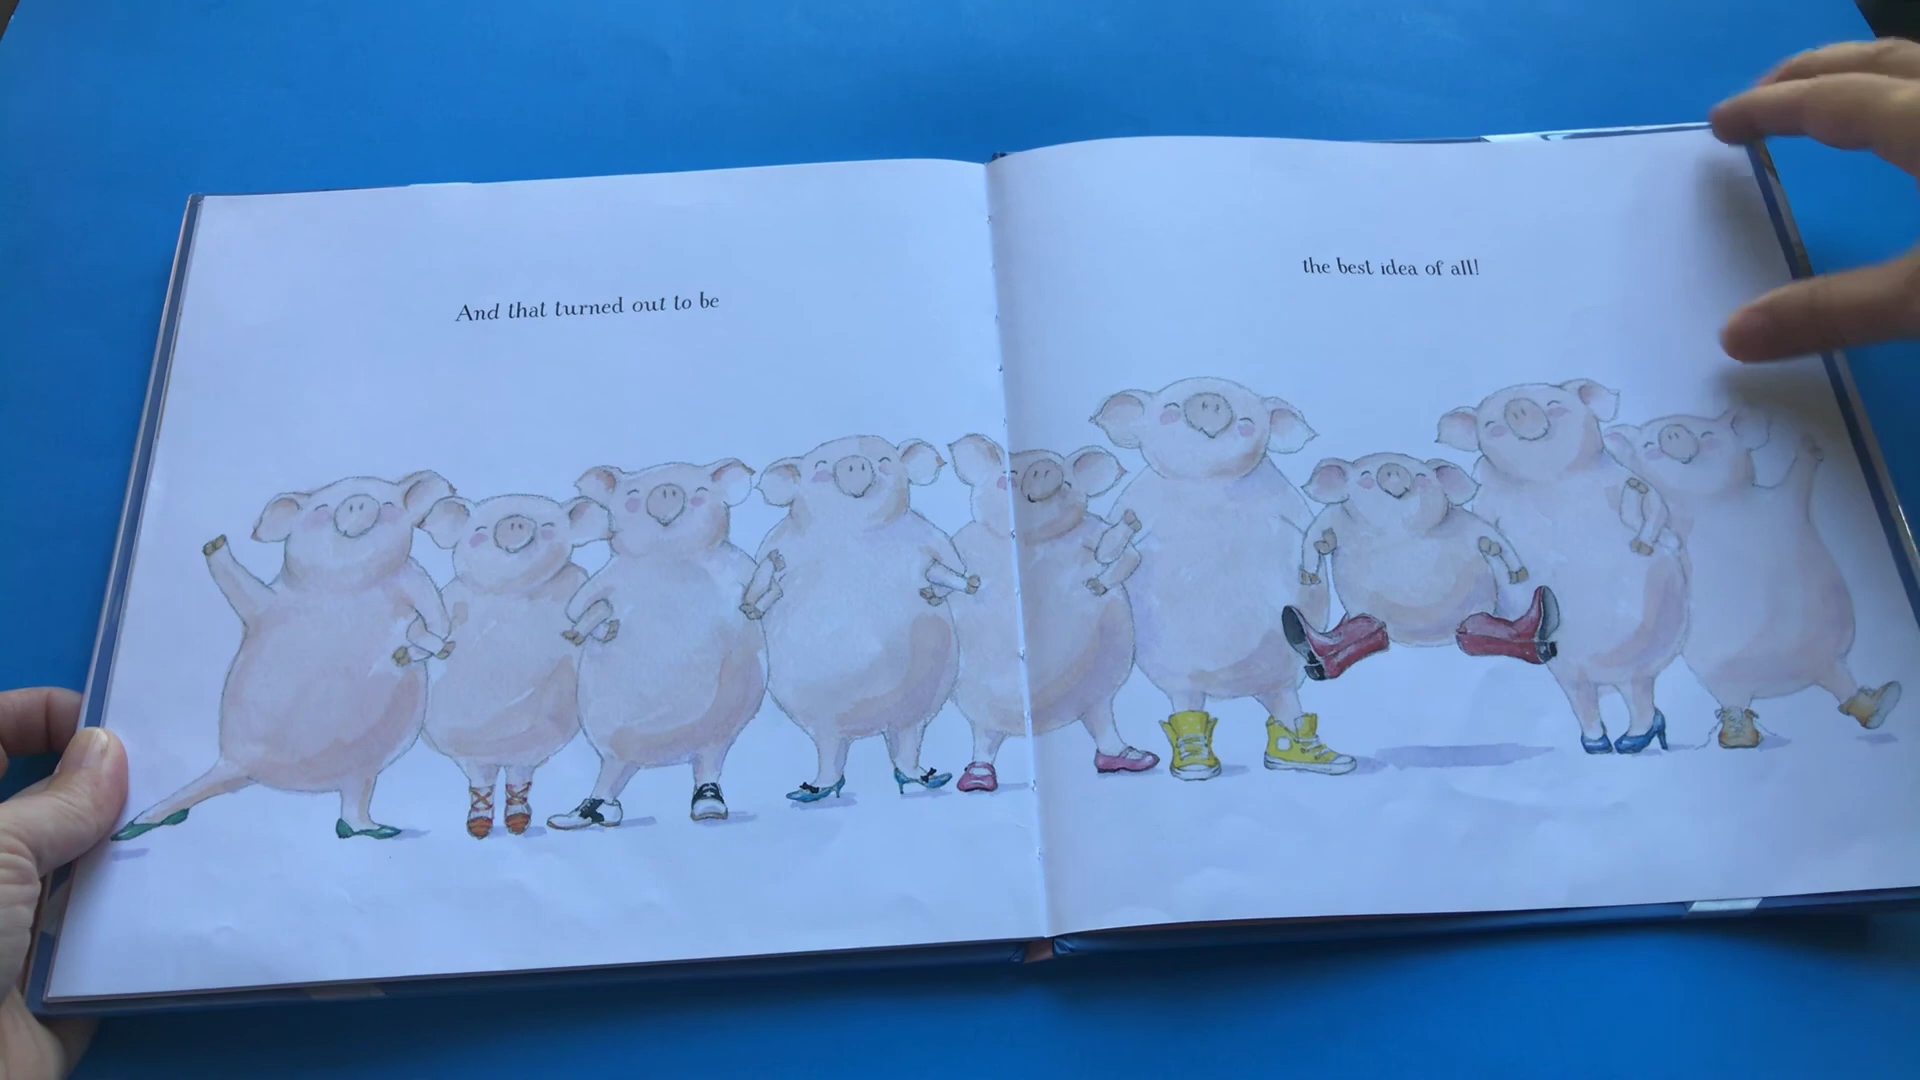 And that turned out to be
the best idea of all!